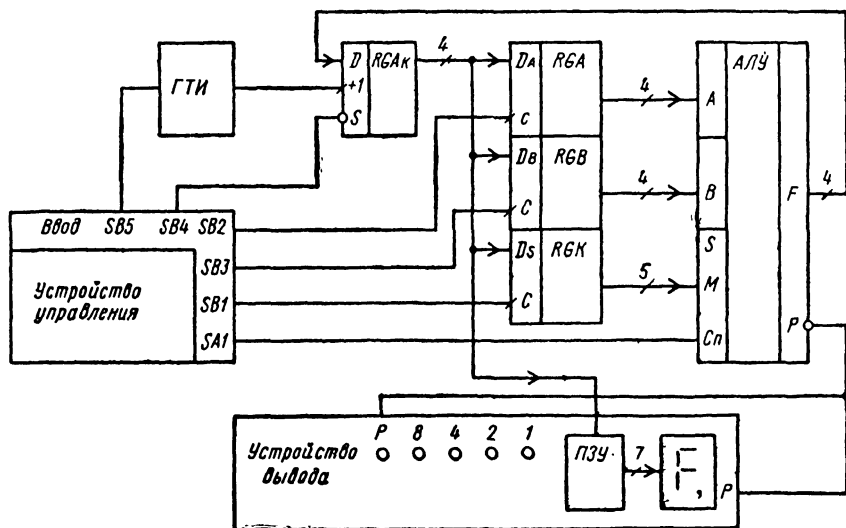 ГТИ
D
+1
S
RGAк
4
DA
C
DB
C
DS
C
RGA
RGB
RGK
4
4
5
A
B
S
M
Cп
АЛУ
F
P
4
Ввод
SB5
SB4
SB2
SB3
SB1
SA1
Устройство
управления
Устройство
вывода
P
8
4
2
1
ПЗУ
7
F,
P